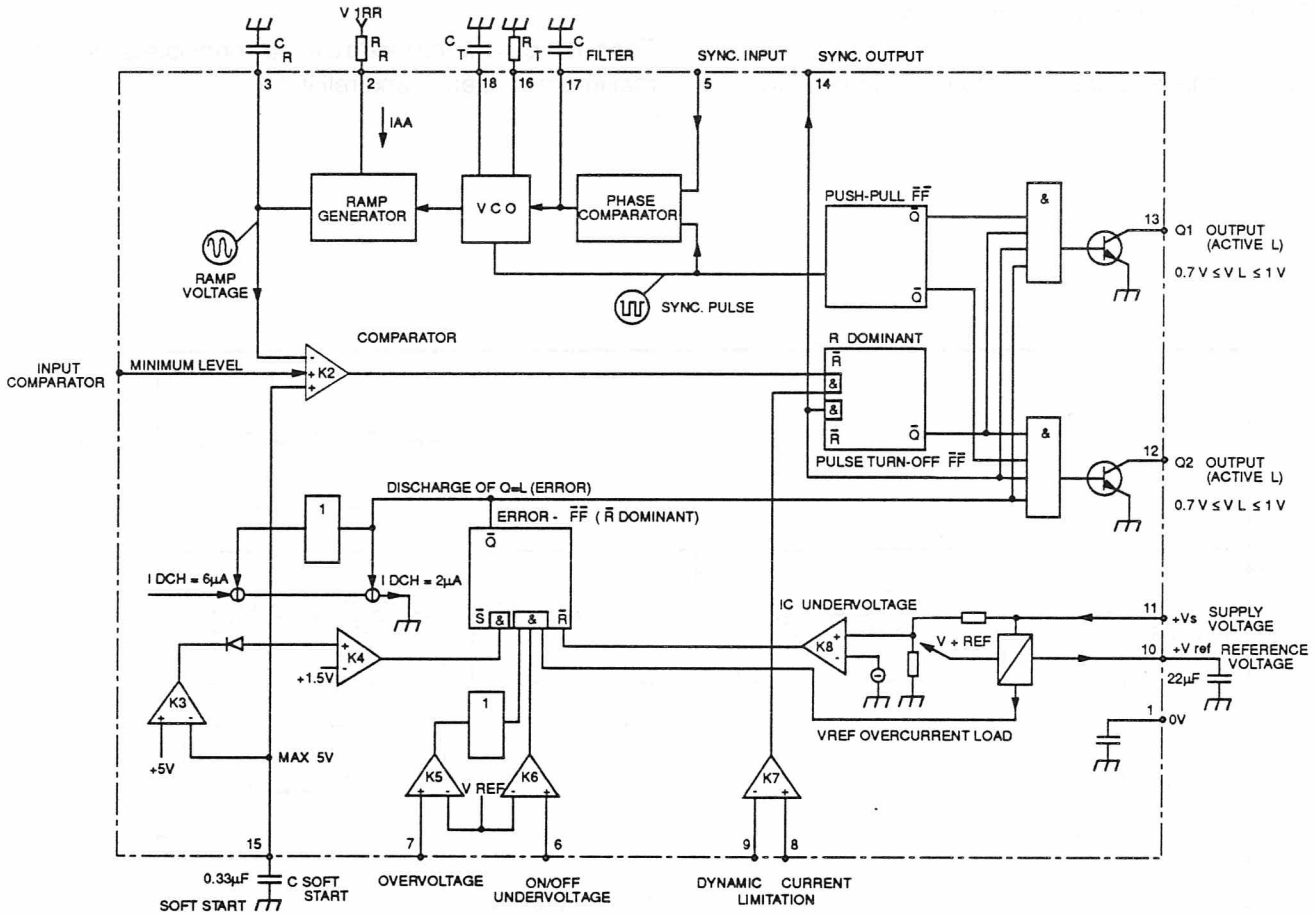 V 1RR
C R
R R
C T
R T
C FILTER
SYNC. INPUT
SYNC. OUTPUT
3
2
18
16
17
5
14
IAA
RAMP GENERATOR
V C O
PHASE COMPARATOR
PUSH-PULL F̅F̅
Q̅
Q̅
&
13
Q1 OUTPUT
(ACTIVE L)
0.7 V ≤ V L ≤ 1 V
RAMP VOLTAGE
SYNC. PULSE
COMPARATOR
R DOMINANT
INPUT COMPARATOR
MINIMUM LEVEL
-
+
+
K2
R̅
&
&
R̅
Q̅
PULSE TURN-OFF F̅F̅
&
12
Q2 OUTPUT
(ACTIVE L)
0.7 V ≤ V L ≤ 1 V
DISCHARGE OF Q=L (ERROR)
1
ERROR - F̅F̅ ( R̅ DOMINANT)
Q̅
I DCH = 6µA
I DCH = 2µA
S̅
&
&
R̅
IC UNDERVOLTAGE
11
+Vs
SUPPLY VOLTAGE
K8
+
-
V ÷ REF
10
+V ref REFERENCE VOLTAGE
22µF
+
K4
-
+1.5V
K3
+ -
+5V
MAX 5V
1
VREF OVERCURRENT LOAD
1
0V
K5
+ -
V REF
K6
- +
K7
- +
15
7
6
9
8
0.33µF
C SOFT START
SOFT START
OVERVOLTAGE
ON/OFF UNDERVOLTAGE
DYNAMIC CURRENT LIMITATION